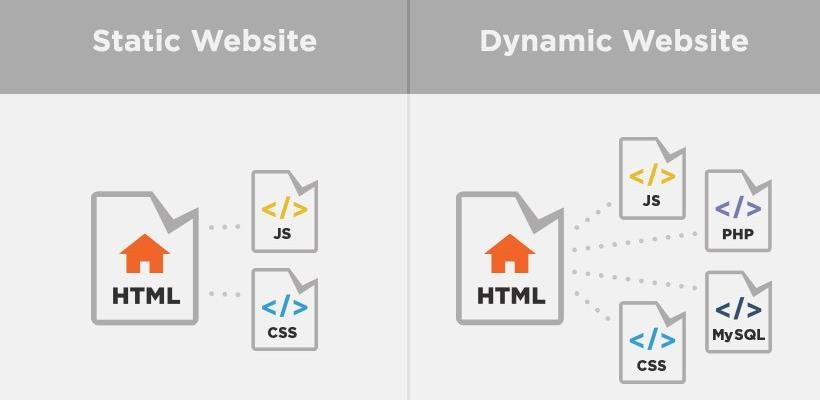 Static Website
Dynamic Website
HTML
</>
JS
</>
CSS
HTML
</>
JS
</>
PHP
</>
MySQL
</>
CSS